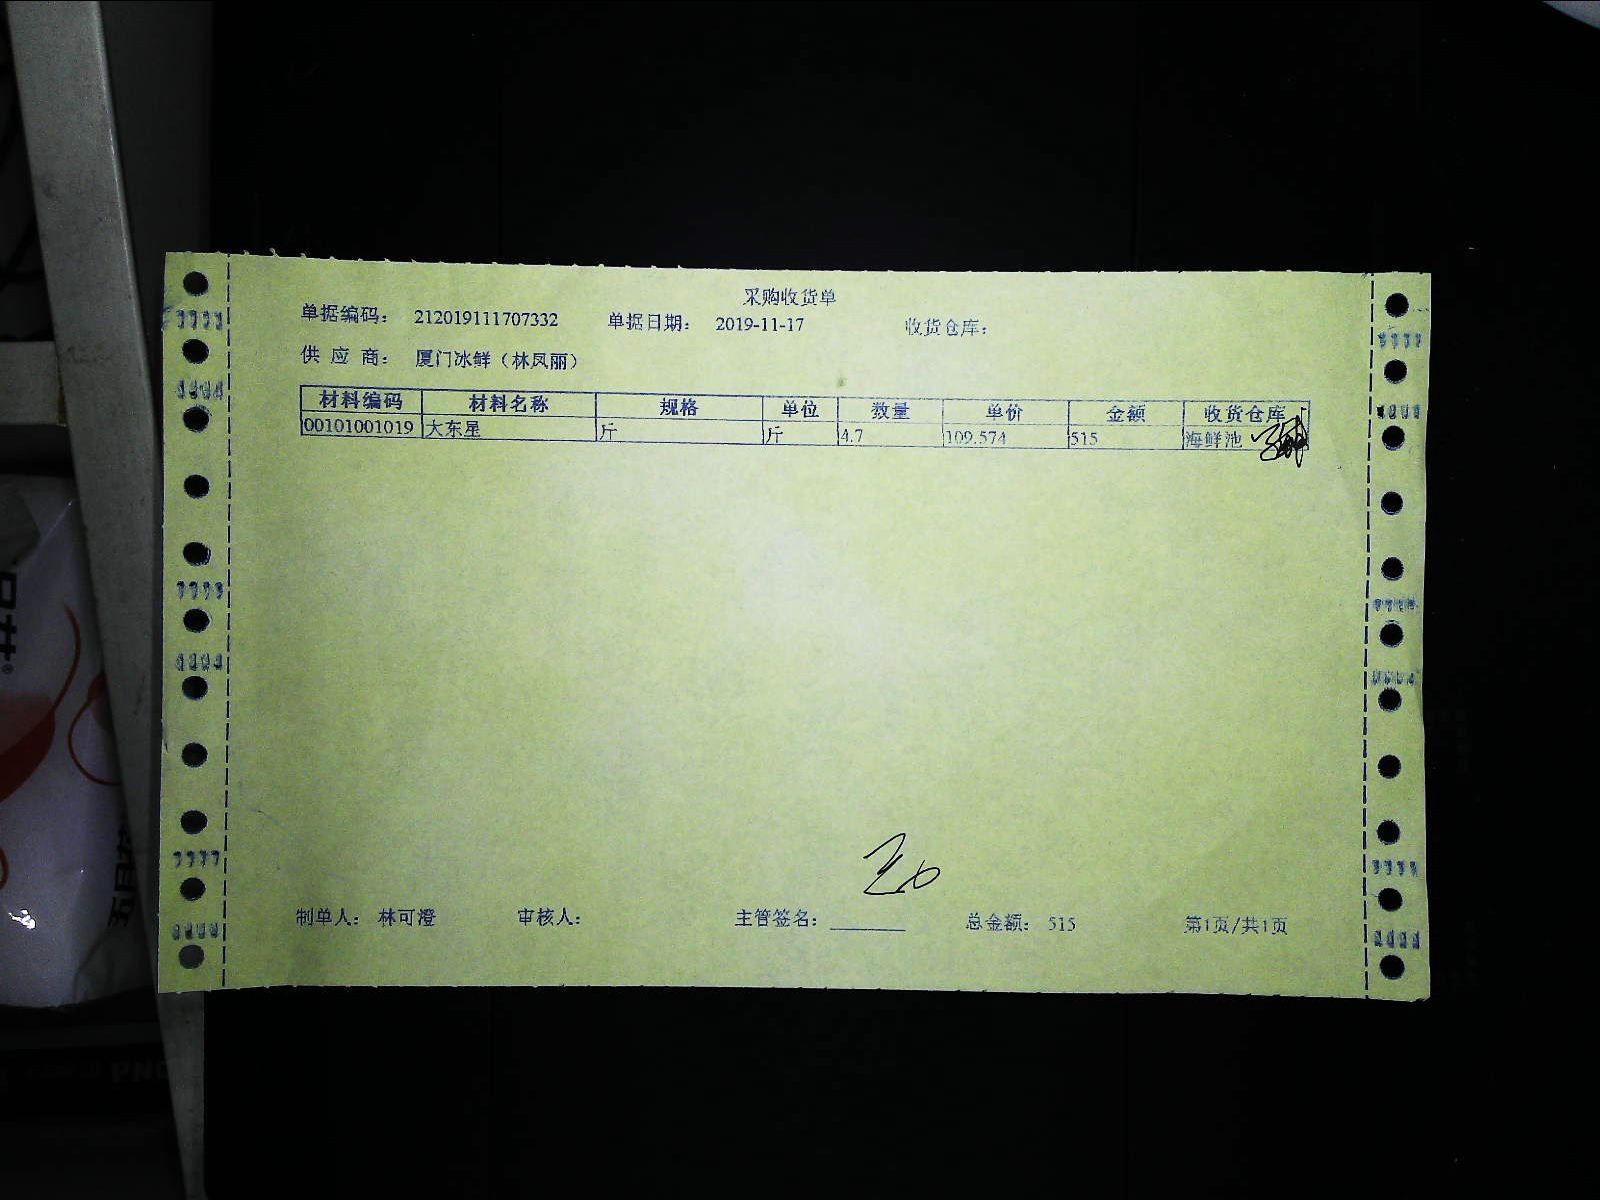 采购收货单
单据编码： 212019111707332 单据日期： 2019-11-17 收货仓库：
供 应 商： 厦门冰鲜（林凤丽）
材料编码 材料名称 规格 单位 数量 单价 金额 收货仓库
00101001019 大东星 斤 斤 4.7 109.574 515 海鲜池
制单人： 林可澄 审核人： 主管签名： 总金额： 515 第1页/共1页